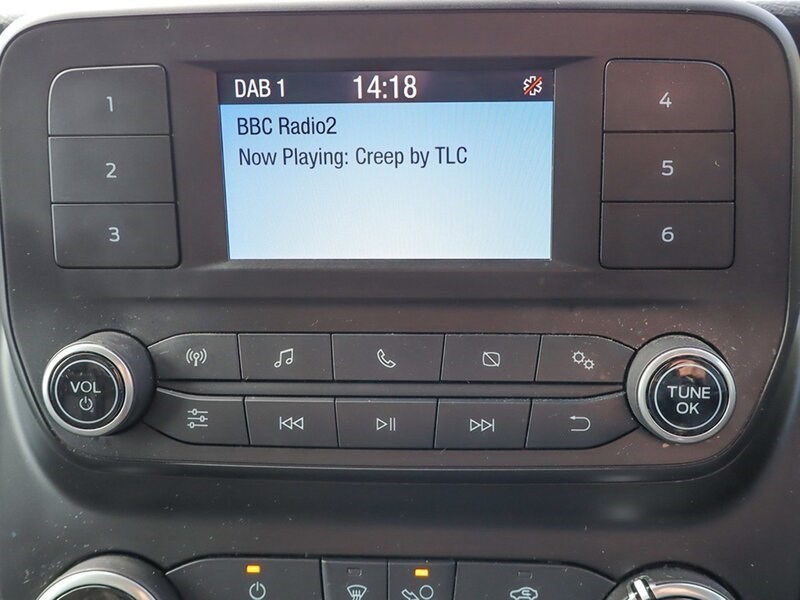 DAB 1 14:18
BBC Radio2
Now Playing: Creep by TLC
1
2
3
4
5
6
VOL
TUNE
OK